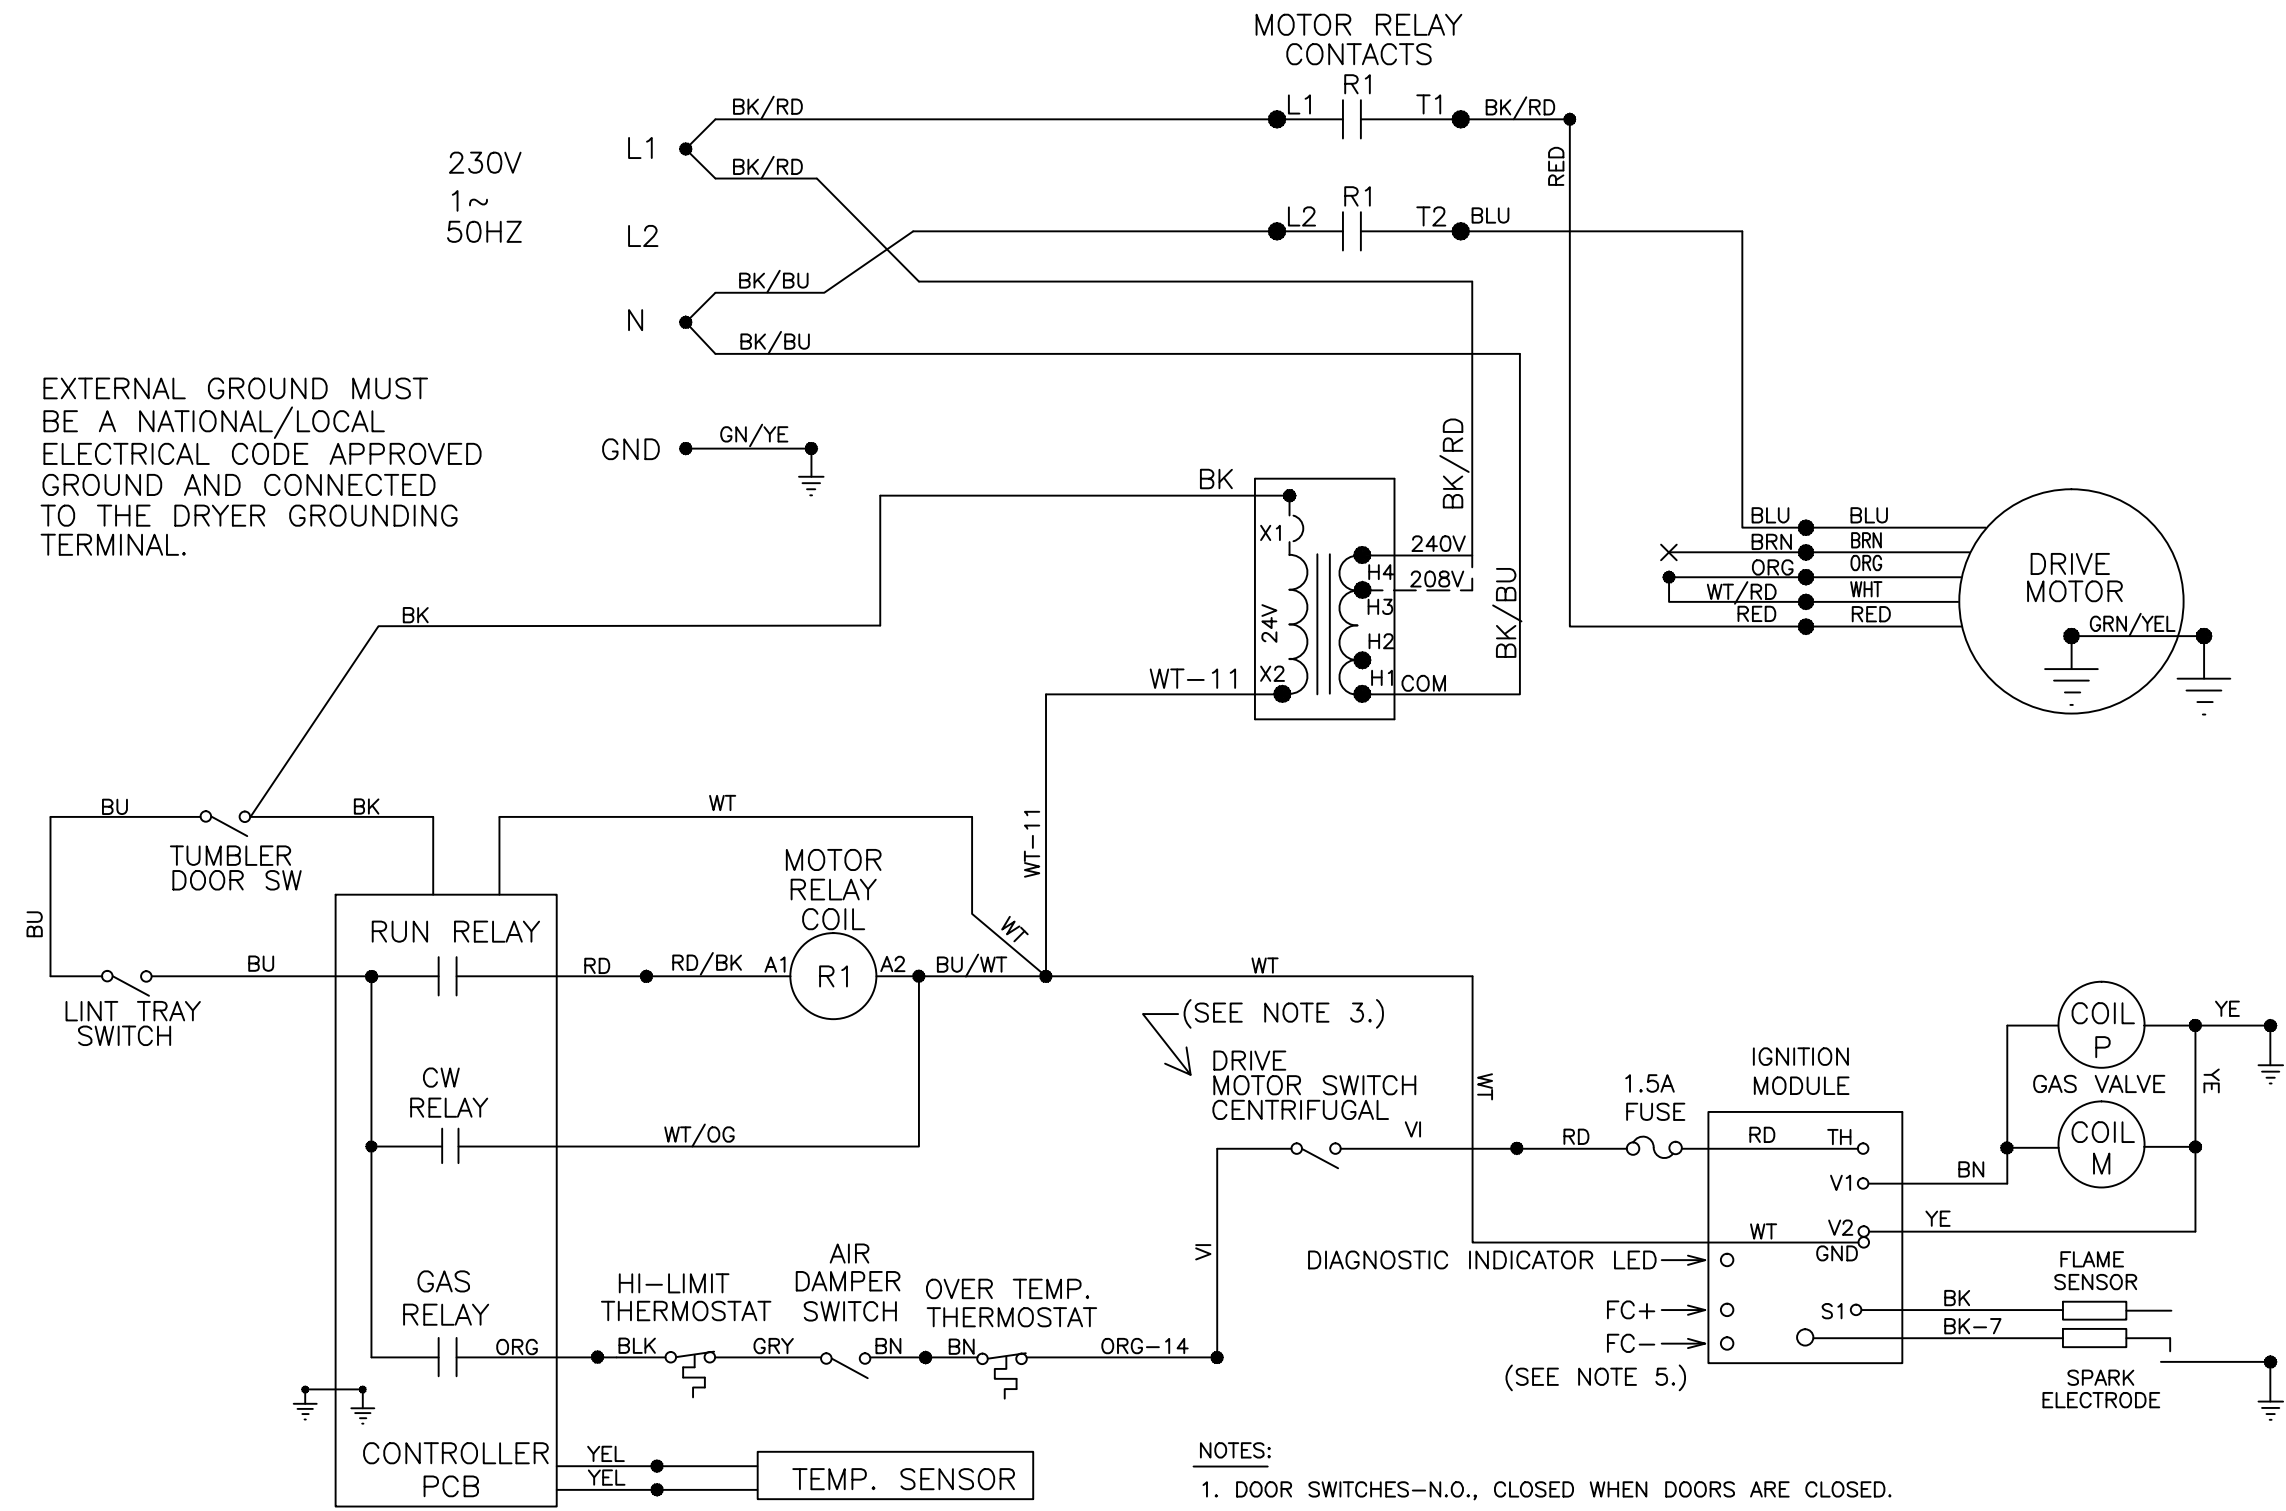 MOTOR RELAY
CONTACTS
BK/RD
L1
R1
T1
BK/RD
L1
BK/RD
RED
230V
1~
50HZ
L2
L2
R1
T2
BLU
BK/BU
N
BK/BU
EXTERNAL GROUND MUST
BE A NATIONAL/LOCAL
ELECTRICAL CODE APPROVED
GROUND AND CONNECTED
TO THE DRYER GROUNDING
TERMINAL.
GND
GN/YE
BK
BK/RD
X1
240V
H4
208V
H3
24V
H2
X2
H1
COM
BK/BU
WT-11
BLU
BLU
BRN
BRN
ORG
ORG
WT/RD
WHT
RED
RED
DRIVE
MOTOR
GRN/YEL
BK
BU
BK
WT
TUMBLER
DOOR SW
WT-11
MOTOR
RELAY
COIL
BU
RUN RELAY
WT
BU
RD
RD/BK
A1
R1
A2
BU/WT
WT
LINT TRAY
SWITCH
(SEE NOTE 3.)
DRIVE
MOTOR SWITCH
CENTRIFUGAL
WT
CW
RELAY
WT/OG
VI
RD
1.5A
FUSE
IGNITION
MODULE
RD
TH
V1
BN
COIL
P
YE
GAS VALVE
YE
COIL
M
V2
YE
WT
GND
VI
DIAGNOSTIC INDICATOR LED
FC+
FC-
(SEE NOTE 5.)
S1
BK
BK-7
FLAME
SENSOR
SPARK
ELECTRODE
GAS
RELAY
ORG
HI-LIMIT
THERMOSTAT
BLK
GRY
AIR
DAMPER
SWITCH
BN
OVER TEMP.
THERMOSTAT
BN
ORG-14
CONTROLLER
PCB
YEL
YEL
TEMP. SENSOR
NOTES:
1. DOOR SWITCHES-N.O., CLOSED WHEN DOORS ARE CLOSED.